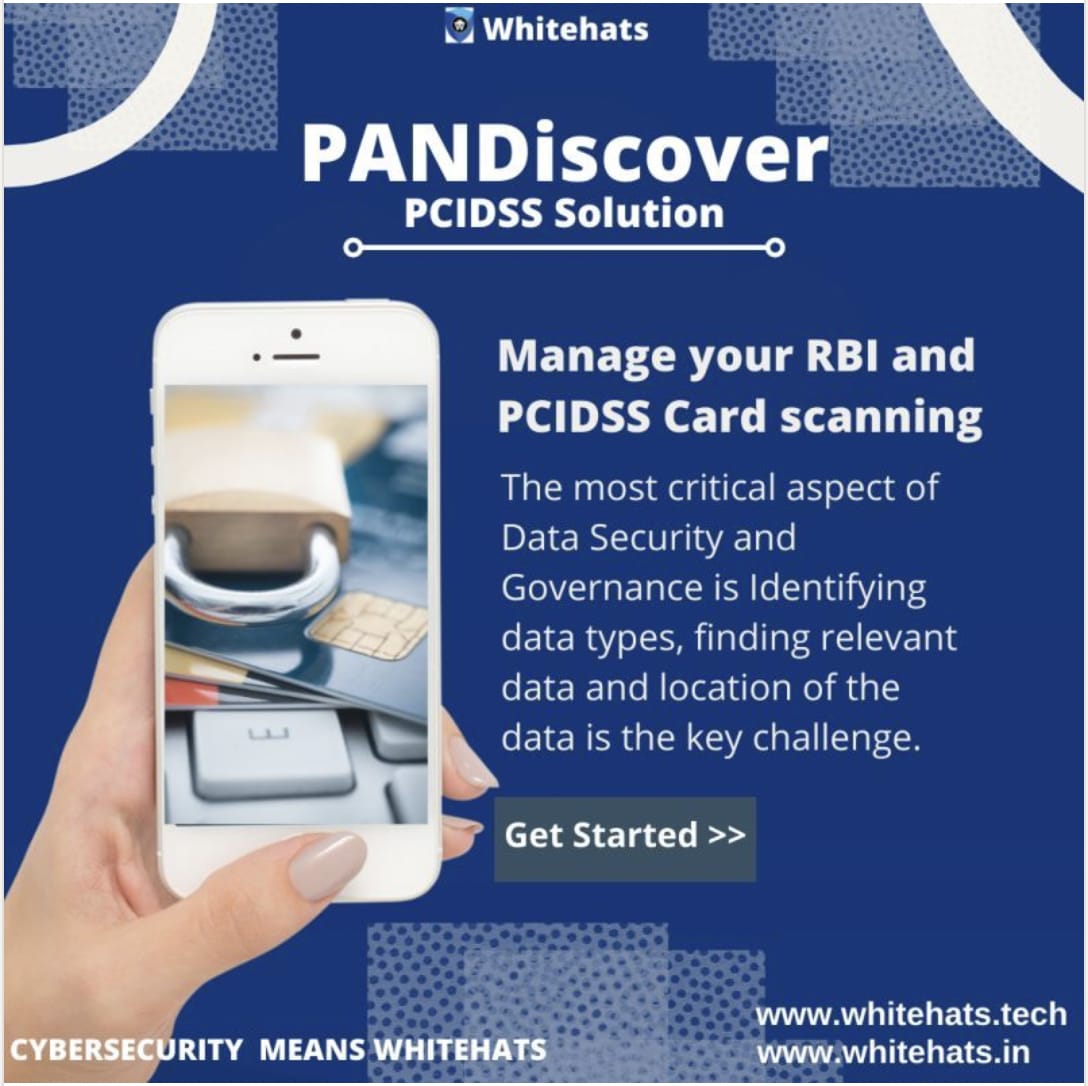 Whitehats
PANDiscover
PCIDSS Solution
Manage your RBI and
PCIDSS Card scanning
The most critical aspect of
Data Security and
Governance is Identifying
data types, finding relevant
data and location of the
data is the key challenge.
Get Started >>
www.whitehats.tech
CYBERSECURITY MEANS WHITEHATS
www.whitehats.in